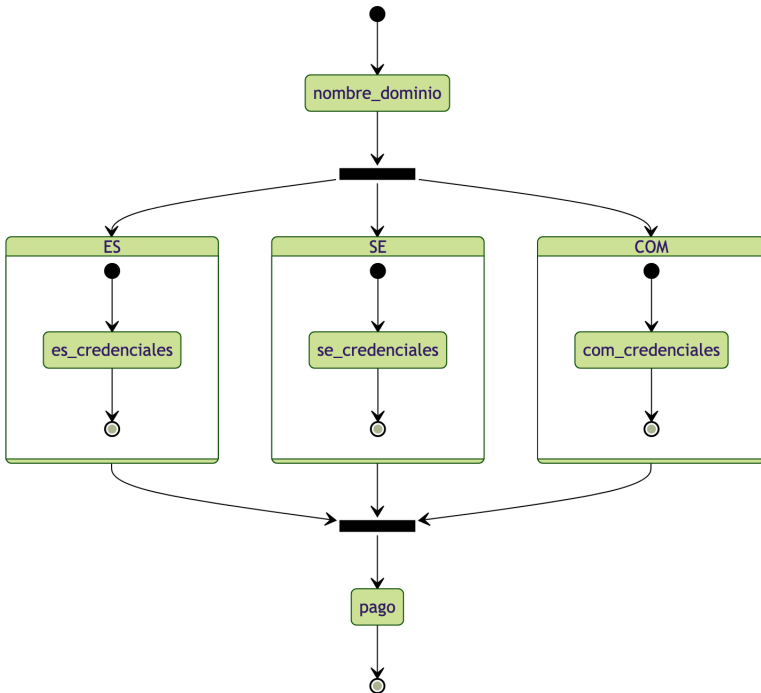 nombre_dominio
ES
SE
COM
es_credenciales
se_credenciales
com_credenciales
pago